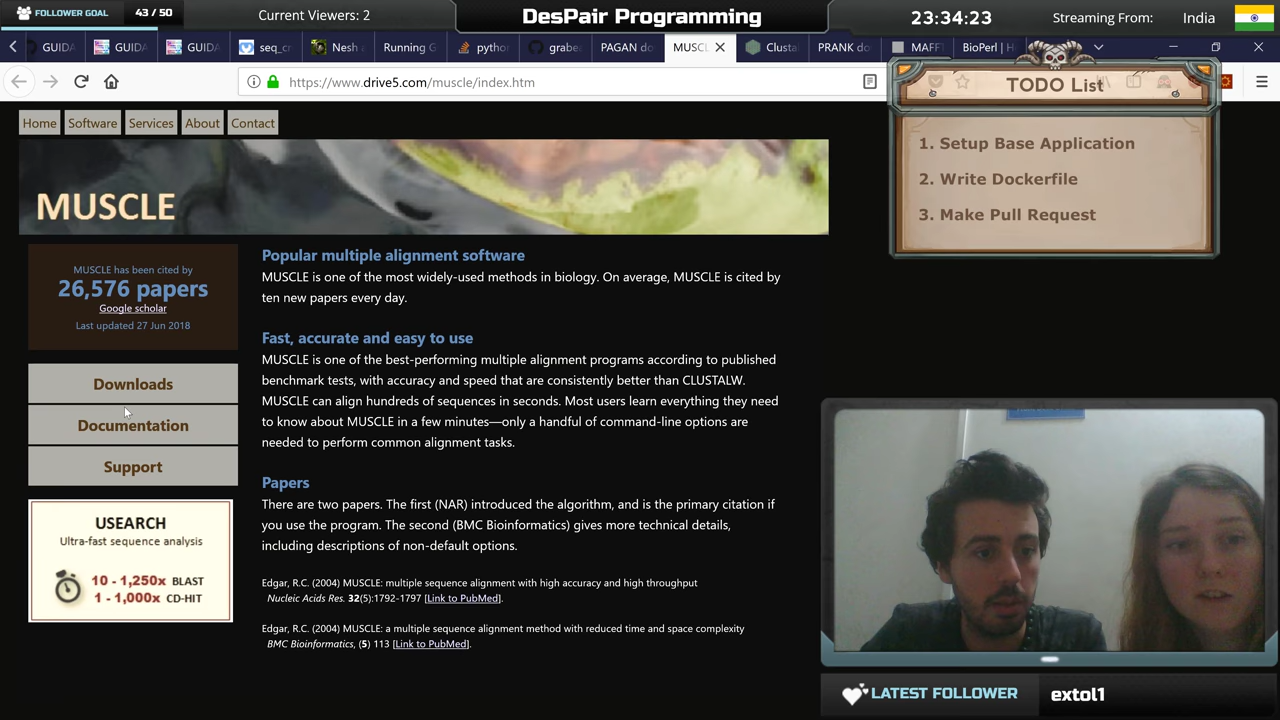 FOLLOWER GOAL
43 / 50
Current Viewers: 2
DesPair Programming
23:34:23
Streaming From:
India
GUIDA
GUIDA
GUIDA
seq_cr
Nesh a
Running G
python
grabe
PAGAN do
MUSCL
Clusta
PRANK do
MAFF
BioPerl | H
https://www.drive5.com/muscle/index.htm
TODO List
1. Setup Base Application
2. Write Dockerfile
3. Make Pull Request
Home
Software
Services
About
Contact
MUSCLE
MUSCLE has been cited by
26,576 papers
Google scholar
Last updated 27 Jun 2018
Downloads
Documentation
Support
USEARCH
Ultra-fast sequence analysis
10 - 1,250x BLAST
1 - 1,000x CD-HIT
Popular multiple alignment software
MUSCLE is one of the most widely-used methods in biology. On average, MUSCLE is cited by
ten new papers every day.
Fast, accurate and easy to use
MUSCLE is one of the best-performing multiple alignment programs according to published
benchmark tests, with accuracy and speed that are consistently better than CLUSTALW.
MUSCLE can align hundreds of sequences in seconds. Most users learn everything they need
to know about MUSCLE in a few minutes—only a handful of command-line options are
needed to perform common alignment tasks.
Papers
There are two papers. The first (NAR) introduced the algorithm, and is the primary citation if
you use the program. The second (BMC Bioinformatics) gives more technical details,
including descriptions of non-default options.
Edgar, R.C. (2004) MUSCLE: multiple sequence alignment with high accuracy and high throughput
Nucleic Acids Res. 32(5):1792-1797 [Link to PubMed].
Edgar, R.C. (2004) MUSCLE: a multiple sequence alignment method with reduced time and space complexity
BMC Bioinformatics, (5) 113 [Link to PubMed].
LATEST FOLLOWER
extol1